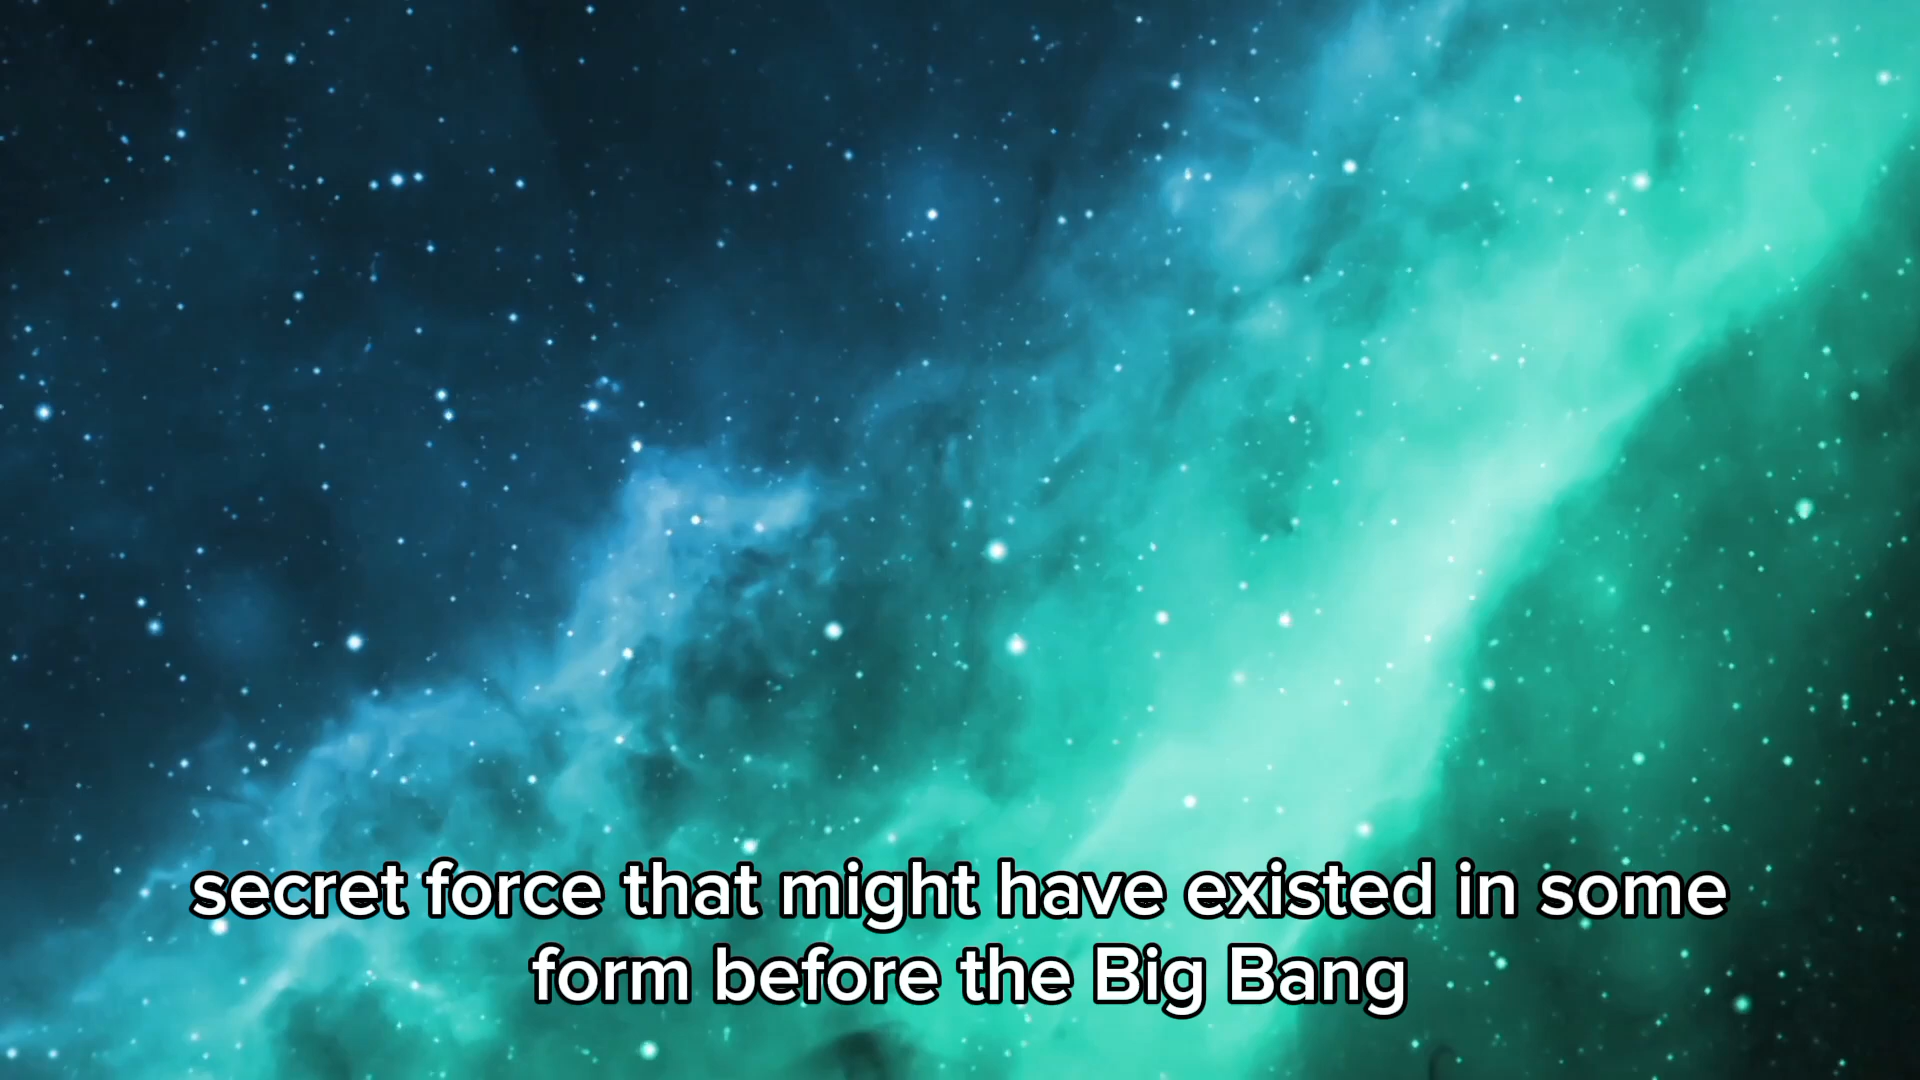 secret force that might have existed in some
form before the Big Bang